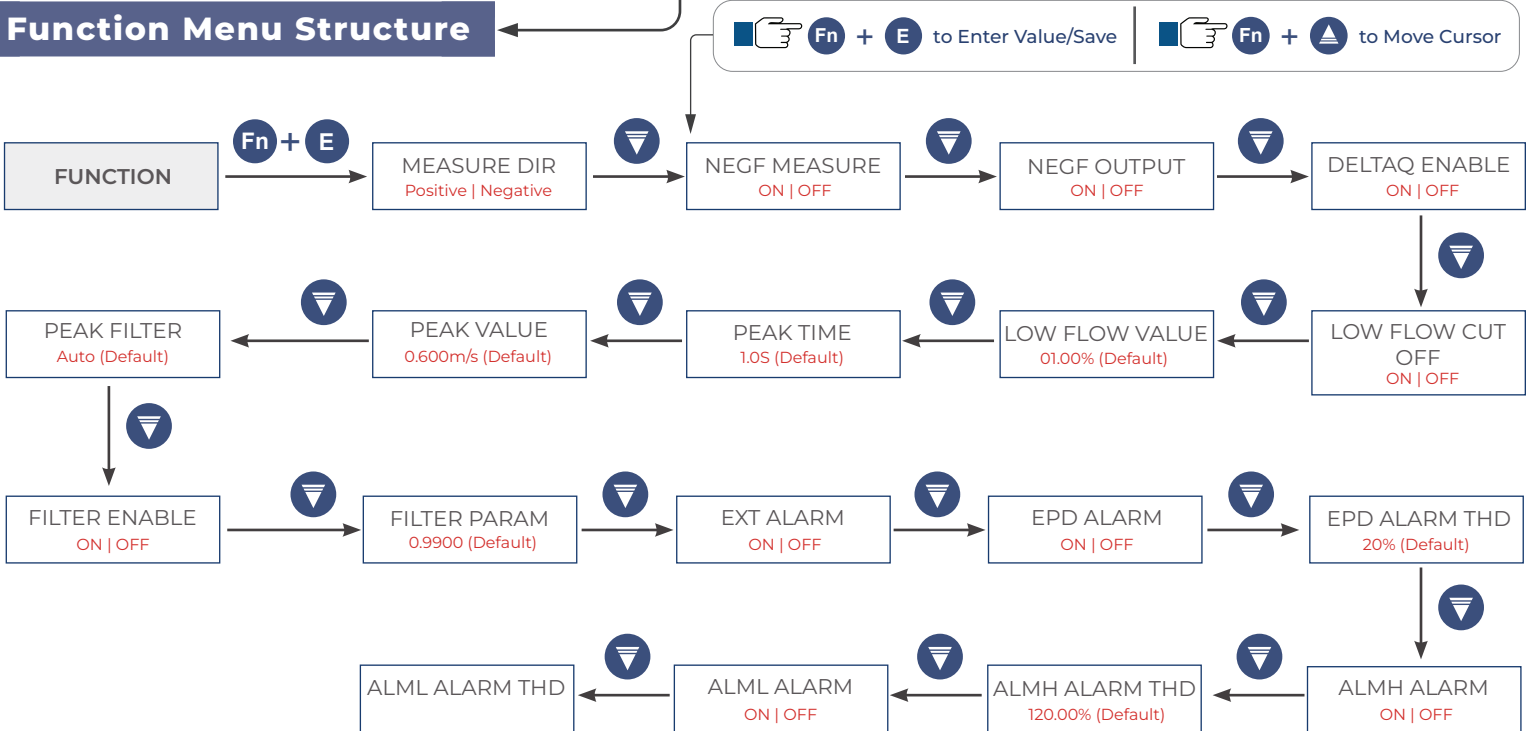 Function Menu Structure
Fn + E to Enter Value/Save
Fn + to Move Cursor
FUNCTION
Fn + E
MEASURE DIR
Positive | Negative
NEGF MEASURE
ON | OFF
NEGF OUTPUT
ON | OFF
DELTAQ ENABLE
ON | OFF
LOW FLOW CUT
OFF
ON | OFF
LOW FLOW VALUE
01.00% (Default)
PEAK TIME
1.0S (Default)
PEAK VALUE
0.600m/s (Default)
PEAK FILTER
Auto (Default)
FILTER ENABLE
ON | OFF
FILTER PARAM
0.9900 (Default)
EXT ALARM
ON | OFF
EPD ALARM
ON | OFF
EPD ALARM THD
20% (Default)
ALMH ALARM
ON | OFF
ALMH ALARM THD
120.00% (Default)
ALML ALARM
ON | OFF
ALML ALARM THD